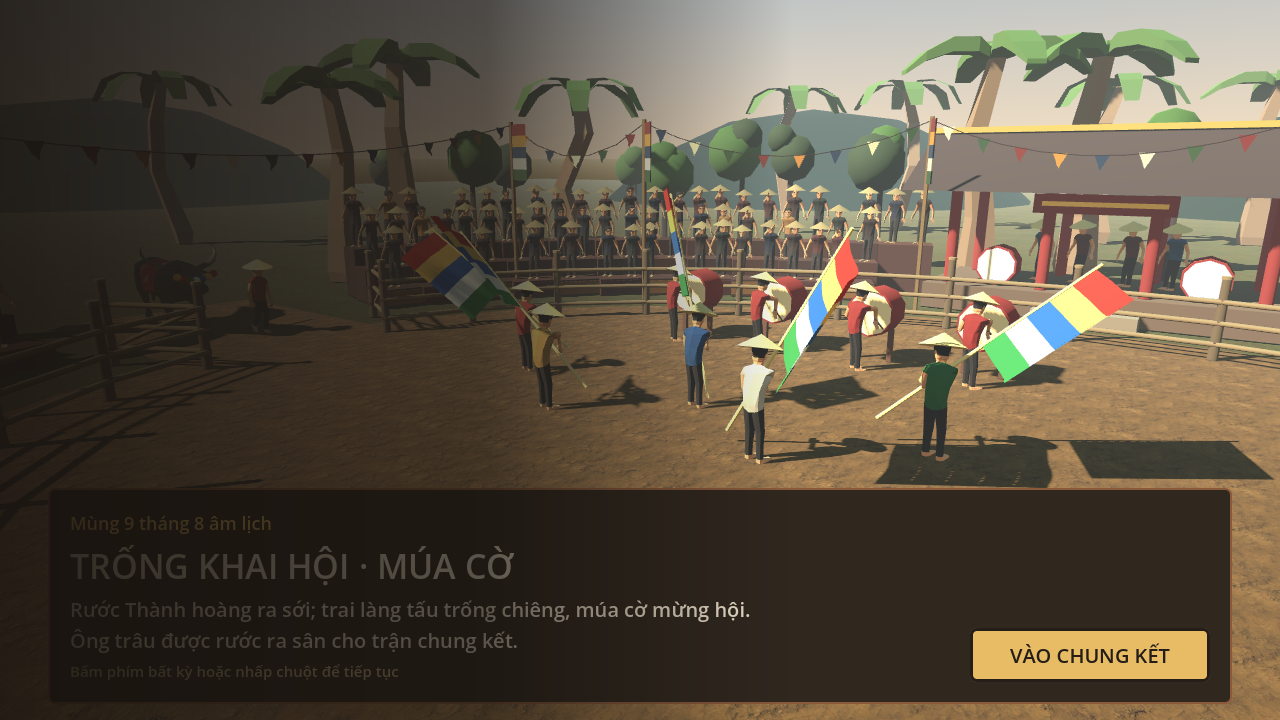 Mùng 9 tháng 8 âm lịch
TRỐNG KHAI HỘI · MÚA CỜ
Rước Thành hoàng ra sới; trai làng tấu trống chiêng, múa cờ mừng hội.
Ông trâu được rước ra sân cho trận chung kết.
Bấm phím bất kỳ hoặc nhấp chuột để tiếp tục
VÀO CHUNG KẾT